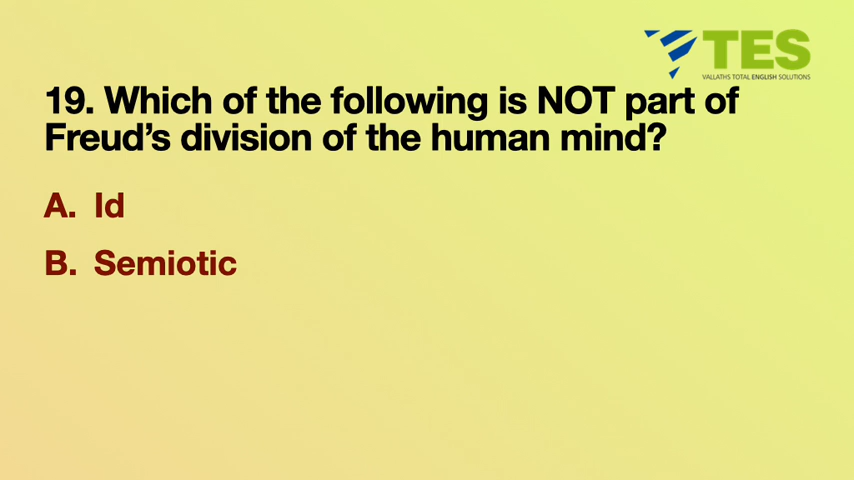 TES
VALLATHS TOTAL ENGLISH SOLUTIONS
19. Which of the following is NOT part of
Freud's division of the human mind?
A. Id
B. Semiotic